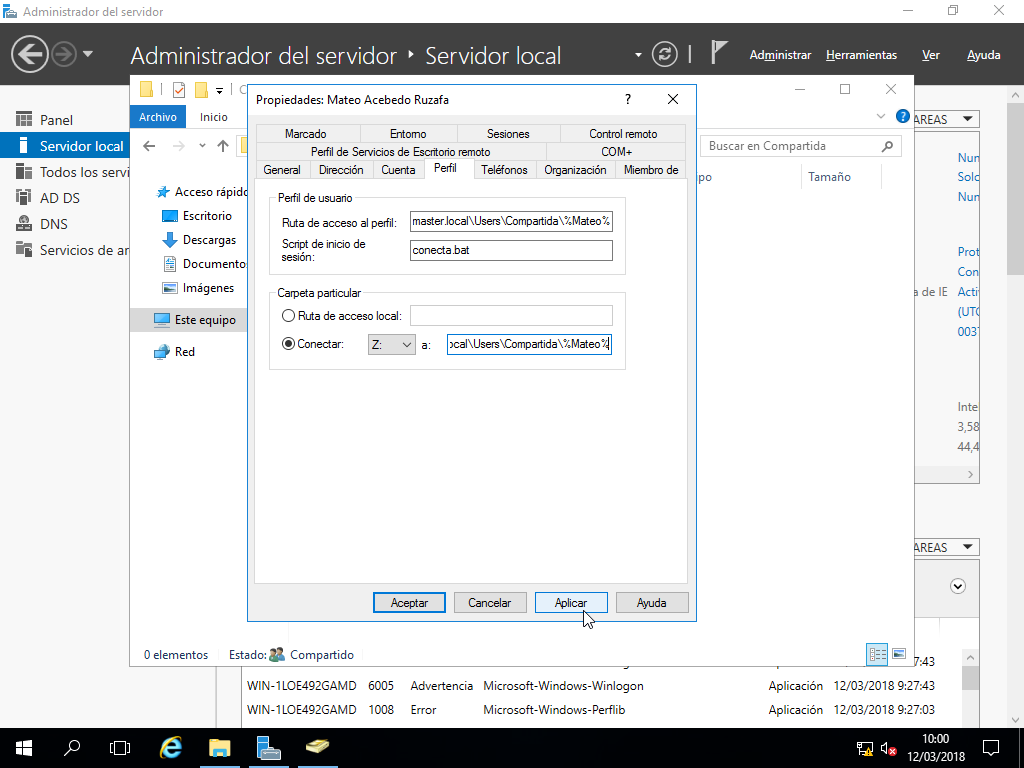 Administrador del servidor
Administrador del servidor ‣ Servidor local
Administrar Herramientas Ver Ayuda
Panel
Servidor local
Todos los servi
AD DS
DNS
Servicios de ar
Archivo Inicio
Buscar en Compartida
Tamaño
Acceso rápido
Escritorio
Descargas
Documento
Imágenes
Este equipo
Red
0 elementos Estado: Compartido
Propiedades: Mateo Acebedo Ruzafa ?
Marcado Entorno Sesiones Control remoto
Perfil de Servicios de Escritorio remoto COM+
General Dirección Cuenta Perfil Teléfonos Organización Miembro de
Perfil de usuario
Ruta de acceso al perfil: master.local\Users\Compartida\%Mateo%
Script de inicio de sesión: conecta.bat
Carpeta particular
Ruta de acceso local:
Conectar: Z: a: ocal\Users\Compartida\%Mateo%
Aceptar Cancelar Aplicar Ayuda
AREAS
Num
Solo
Num
Prot
Con
a de IE Activ
(UTC
0037
Inte
3,58
44,4
AREAS
7:43
WIN-1LOE492GAMD 6005 Advertencia Microsoft-Windows-Winlogon Aplicación 12/03/2018 9:27:43
WIN-1LOE492GAMD 1008 Error Microsoft-Windows-Perflib Aplicación 12/03/2018 9:27:03
10:00
12/03/2018